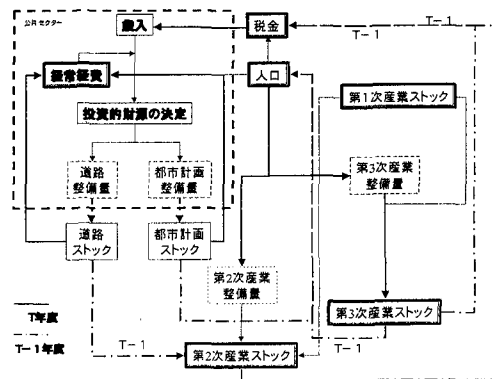 公共セクター
歳入
税金
T-1
経常経費
人口
第1次産業ストック
投資的財源の決定
道路
整備量
都市計画
整備量
第3次産業
整備量
道路
ストック
都市計画
ストック
第2次産業
整備量
T年度
T-1年度
第3次産業ストック
T-1
T-1
第2次産業ストック